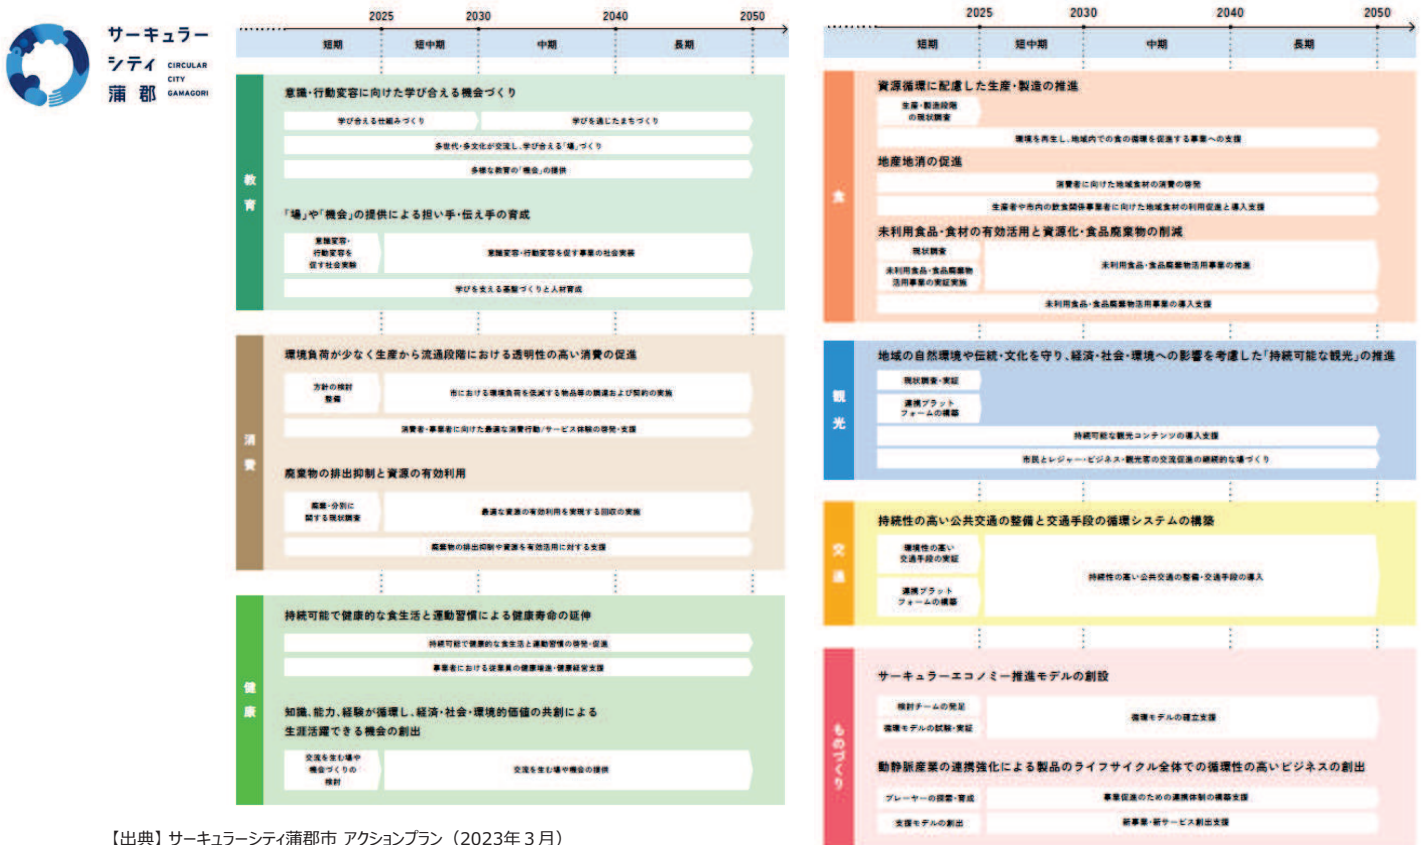 サーキュラー
シティ CIRCULAR
CITY
蒲郡 GAMAGORI
2025 2030 2040 2050
短期 短中期 中期 長期
教育
意識・行動変容に向けた学び合える機会づくり
学び合える仕組みづくり 学びを通じたまちづくり
多世代・多文化が交流し、学び合える「場」づくり
多様な教育の「機会」の提供
「場」や「機会」の提供による担い手・伝え手の育成
意識変容・
行動変容を
促す社会実験
意識変容・行動変容を促す事業の社会実装
学びを支える基盤づくりと人材育成
消費
環境負荷が少なく生産から流通段階における透明性の高い消費の促進
方針の検討
整備
市における環境負荷を低減する物品等の調達および契約の実施
消費者・事業者に向けた最適な消費行動/サービス体験の啓発・支援
廃棄物の排出抑制と資源の有効利用
廃棄・分別に
関する現状調査
最適な資源の有効利用を実現する回収の実施
廃棄物の排出抑制や資源を有効活用に対する支援
健康
持続可能で健康的な食生活と運動習慣による健康寿命の延伸
持続可能で健康的な食生活と運動習慣の啓発・促進
事業者における従業員の健康増進・健康経営支援
知識、能力、経験が循環し、経済・社会・環境的価値の共創による
生涯活躍できる機会の創出
交流を生む場や
機会づくりの
検討
交流を生む場や機会の提供
【出典】サーキュラーシティ蒲郡市 アクションプラン（2023年３月）
2025 2030 2040 2050
短期 短中期 中期 長期
食
資源循環に配慮した生産・製造の推進
生産・製造段階
の現状調査
環境を再生し、地域内での食の循環を促進する事業への支援
地産地消の促進
消費者に向けた地域食材の消費の啓発
生産者や市内の飲食関係事業者に向けた地域食材の利用促進と導入支援
未利用食品・食材の有効活用と資源化・食品廃棄物の削減
現状調査
未利用食品・食品廃棄物
活用事業の実証実施
未利用食品・食品廃棄物活用事業の推進
未利用食品・食品廃棄物活用事業の導入支援
観光
地域の自然環境や伝統・文化を守り、経済・社会・環境への影響を考慮した「持続可能な観光」の推進
現状調査・実証
連携プラット
フォームの構築
持続可能な観光コンテンツの導入支援
市民とレジャー・ビジネス・観光客の交流促進の継続的な場づくり
交通
持続性の高い公共交通の整備と交通手段の循環システムの構築
環境性の高い
交通手段の実証
連携プラット
フォームの構築
持続性の高い公共交通の整備・交通手段の導入
ものづくり
サーキュラーエコノミー推進モデルの創設
検討チームの発足
循環モデルの試験・実証
循環モデルの確立支援
動静脈産業の連携強化による製品のライフサイクル全体での循環性の高いビジネスの創出
プレーヤーの探索・育成 事業促進のための連携体制の構築支援
支援モデルの創出 新事業・新サービス創出支援